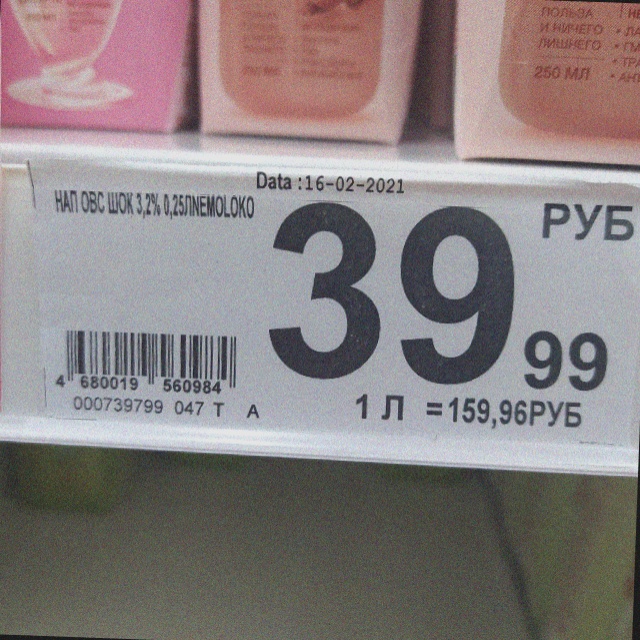 ПОЛЬЗА
И НИЧЕГО
ЛИШНЕГО
250 МЛ
Data :16-02-2021
НАП ОВС ШОК 3,2% 0,25ЛNEMOLOKO
39 99 РУБ
4 680019 560984
000739799 047 Т А
1 Л =159,96РУБ